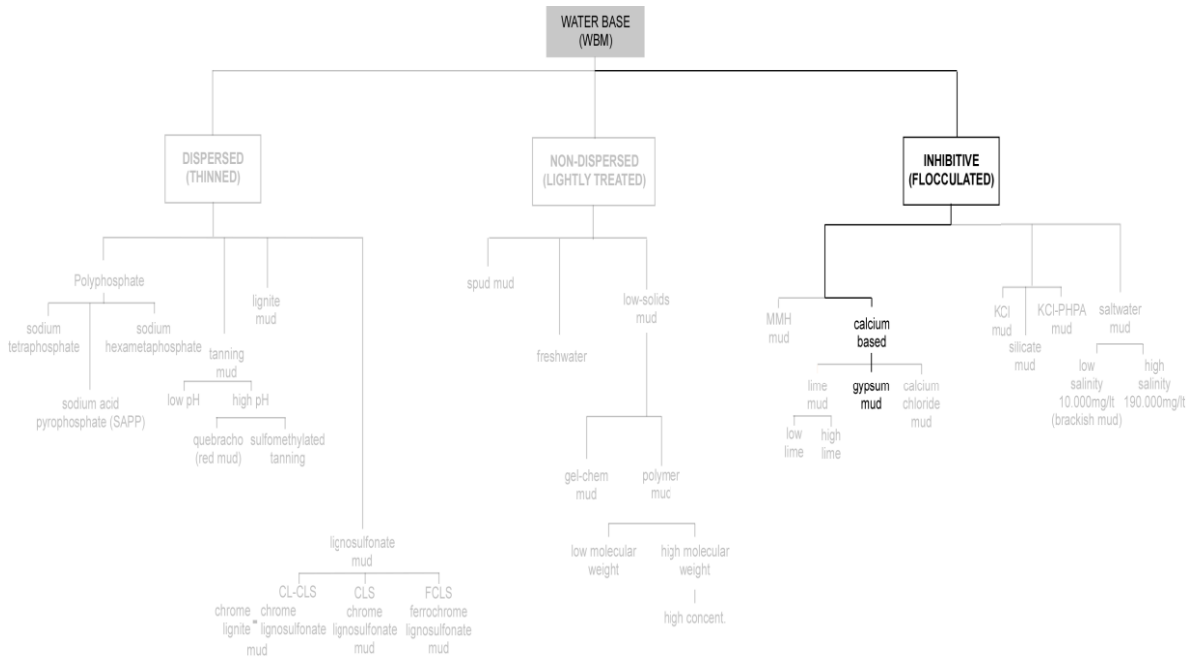 WATER BASE
(WBM)
DISPERSED
(THINNED)
NON-DISPERSED
(LIGHTLY TREATED)
INHIBITIVE
(FLOCCULATED)
Polyphosphate
sodium
tetraphosphate
sodium
hexametaphosphate
sodium acid
pyrophosphate (SAPP)
tanning
mud
low pH
high pH
quebracho
(red mud)
sulfomethylated
tanning
lignite
mud
lignosulfonate
mud
CL-CLS
chrome chrome
lignite = lignosulfonate
mud
CLS
chrome
lignosulfonate
mud
FCLS
ferrochrome
lignosulfonate
mud
spud mud
freshwater
low-solids
mud
gel-chem
mud
polymer
mud
low molecular
weight
high molecular
weight
high concent.
MMH
mud
calcium
based
lime
mud
low
lime
high
lime
gypsum
mud
calcium
chloride
mud
KCl
mud
silicate
mud
KCl-PHPA
mud
saltwater
mud
low
salinity
10.000mg/lt
(brackish mud)
high
salinity
190.000mg/lt